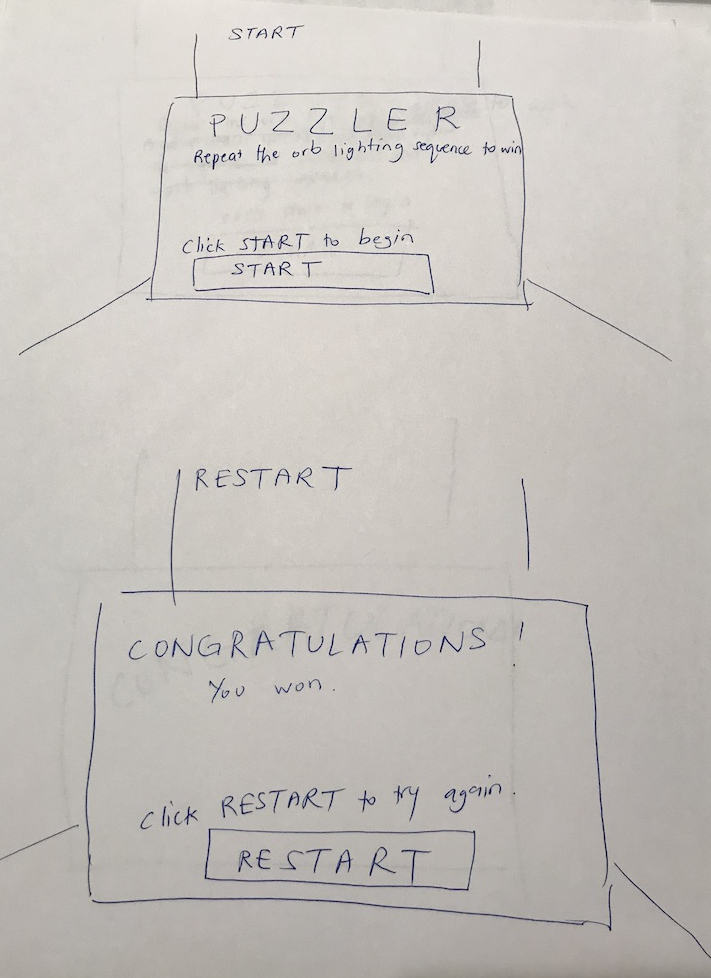 START
PUZZLER
Repeat the orb lighting sequence to win
Click START to begin
START
RESTART
CONGRATULATIONS!
You won.
Click RESTART to try again.
RESTART